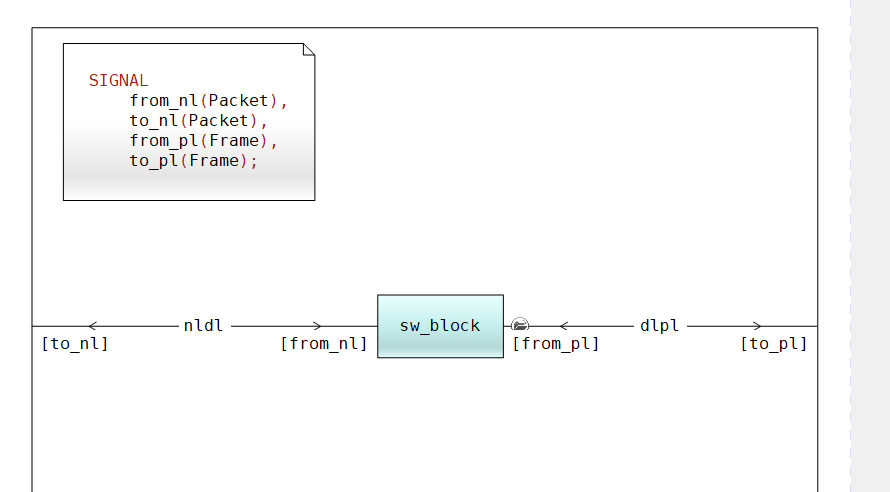 SIGNAL
from_nl(Packet),
to_nl(Packet),
from_pl(Frame),
to_pl(Frame);
nldl
sw_block
dlpl
[to_nl]
[from_nl]
[from_pl]
[to_pl]